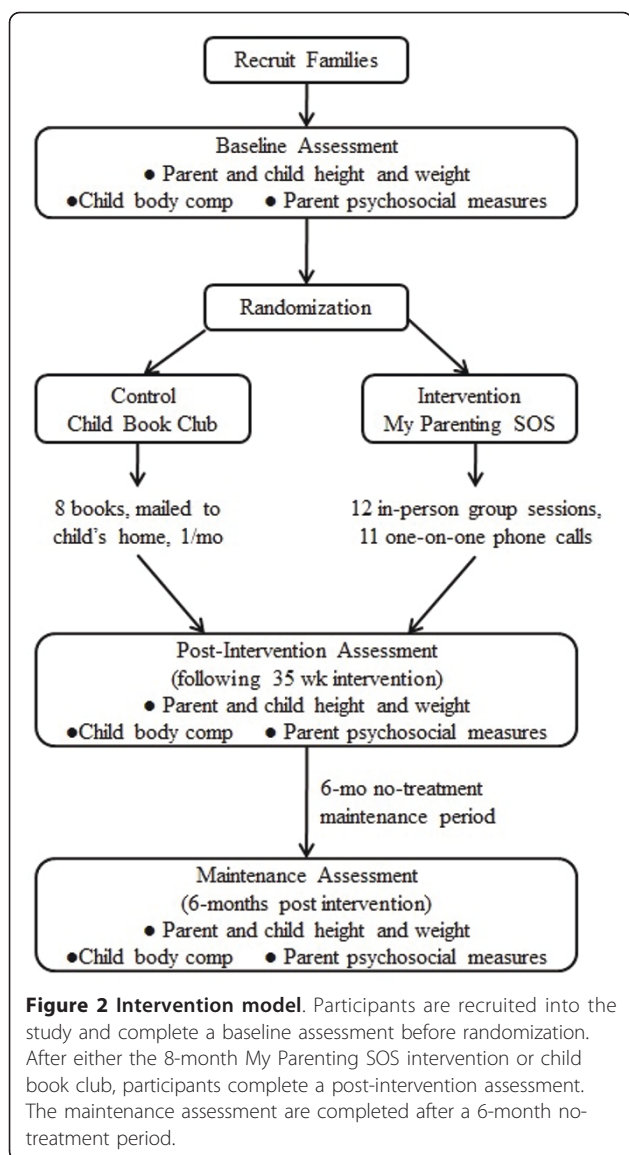 Recruit Families
Baseline Assessment
● Parent and child height and weight
●Child body comp ● Parent psychosocial measures
Randomization
Control
Child Book Club
Intervention
My Parenting SOS
8 books, mailed to
child's home, 1/mo
12 in-person group sessions,
11 one-on-one phone calls
Post-Intervention Assessment
(following 35 wk intervention)
● Parent and child height and weight
●Child body comp ● Parent psychosocial measures
6-mo no-treatment
maintenance period
Maintenance Assessment
(6-months post intervention)
● Parent and child height and weight
●Child body comp ● Parent psychosocial measures
Figure 2 Intervention model. Participants are recruited into the
study and complete a baseline assessment before randomization.
After either the 8-month My Parenting SOS intervention or child
book club, participants complete a post-intervention assessment.
The maintenance assessment are completed after a 6-month no-
treatment period.